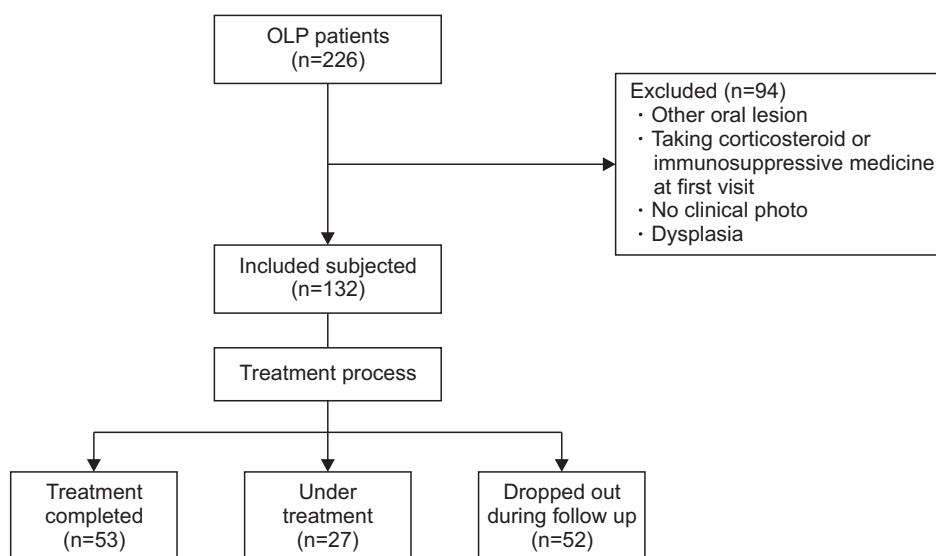 OLP patients
(n=226)
Excluded (n=94)
· Other oral lesion
· Taking corticosteroid or
immunosuppressive medicine
at first visit
· No clinical photo
· Dysplasia
Included subjected
(n=132)
Treatment process
Treatment
completed
(n=53)
Under
treatment
(n=27)
Dropped out
during follow up
(n=52)